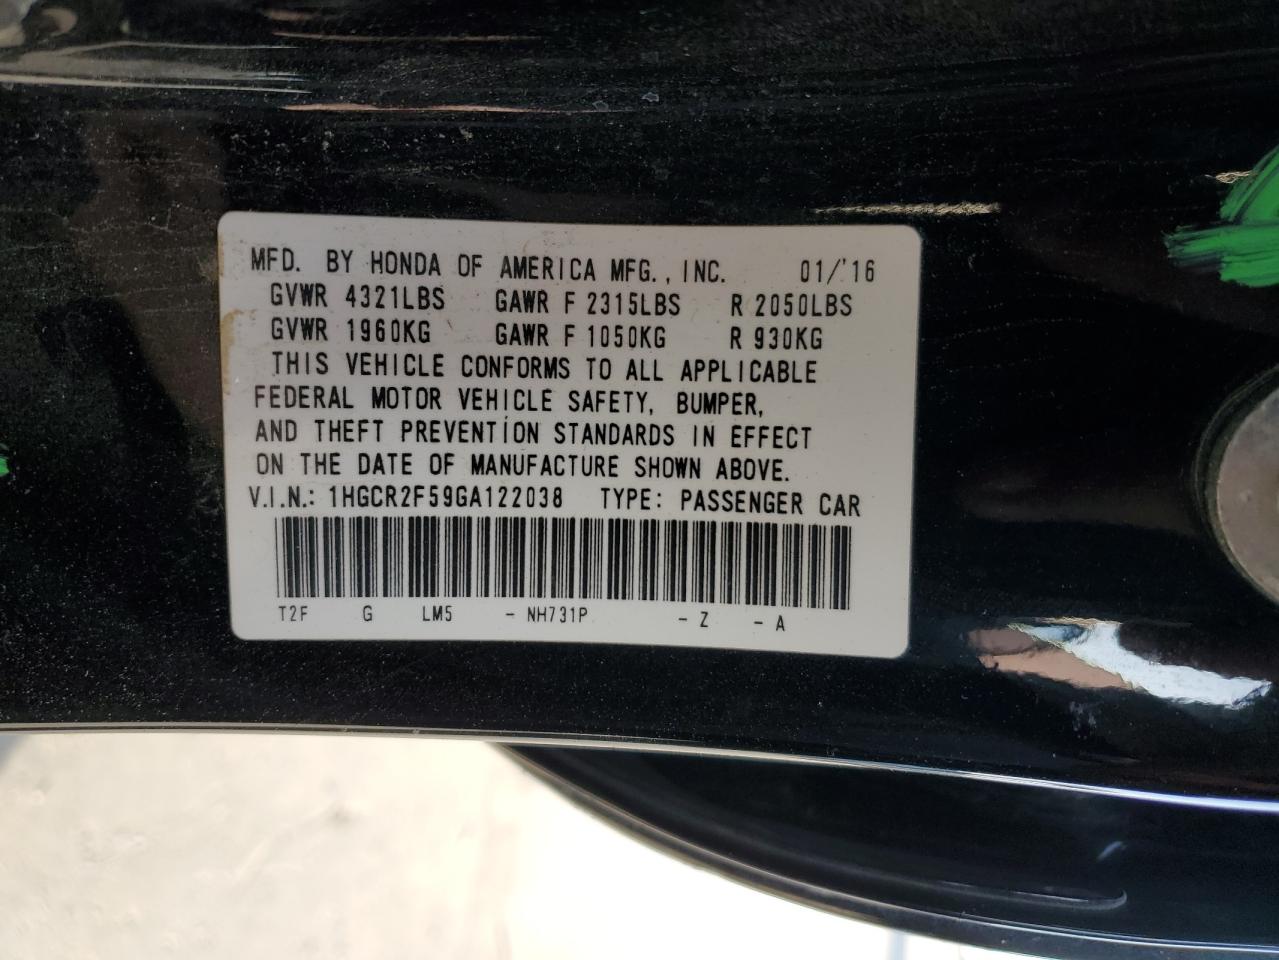 MFD. BY HONDA OF AMERICA MFG., INC. 01/'16
GVWR 4321LBS GAWR F 2315LBS R 2050LBS
GVWR 1960KG GAWR F 1050KG R 930KG
THIS VEHICLE CONFORMS TO ALL APPLICABLE
FEDERAL MOTOR VEHICLE SAFETY, BUMPER,
AND THEFT PREVENTION STANDARDS IN EFFECT
ON THE DATE OF MANUFACTURE SHOWN ABOVE.
V.I.N.: 1HGCR2F59GA122038 TYPE: PASSENGER CAR
T2F G LM5 - NH731P - Z - A